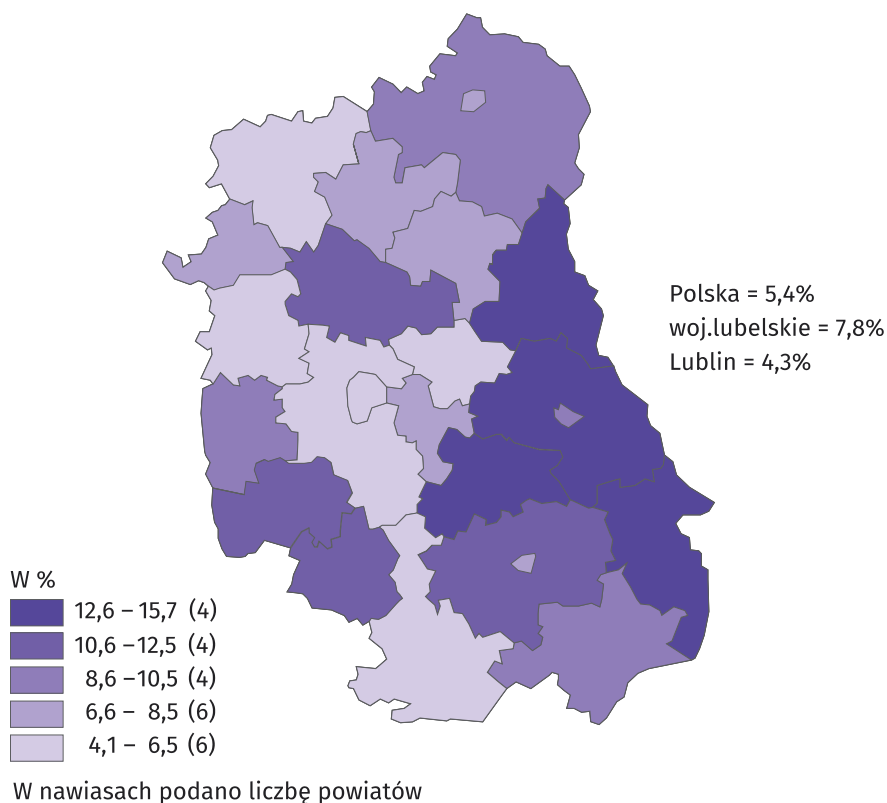 Polska = 5,4%
woj.lubelskie = 7,8%
Lublin = 4,3%
W %
12,6 – 15,7 (4)
10,6 – 12,5 (4)
8,6 – 10,5 (4)
6,6 – 8,5 (6)
4,1 – 6,5 (6)
W nawiasach podano liczbę powiatów